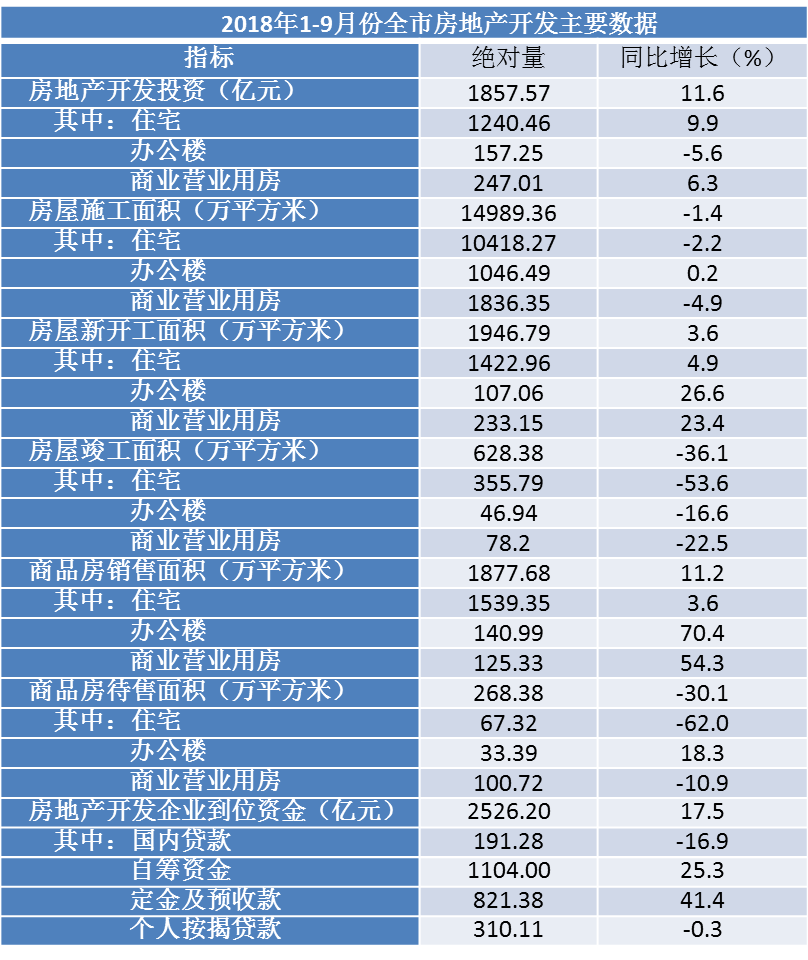 2018年1-9月份全市房地产开发主要数据
指标 绝对量 同比增长（%）
房地产开发投资（亿元） 1857.57 11.6
其中：住宅 1240.46 9.9
办公楼 157.25 -5.6
商业营业用房 247.01 6.3
房屋施工面积（万平方米） 14989.36 -1.4
其中：住宅 10418.27 -2.2
办公楼 1046.49 0.2
商业营业用房 1836.35 -4.9
房屋新开工面积（万平方米） 1946.79 3.6
其中：住宅 1422.96 4.9
办公楼 107.06 26.6
商业营业用房 233.15 23.4
房屋竣工面积（万平方米） 628.38 -36.1
其中：住宅 355.79 -53.6
办公楼 46.94 -16.6
商业营业用房 78.2 -22.5
商品房销售面积（万平方米） 1877.68 11.2
其中：住宅 1539.35 3.6
办公楼 140.99 70.4
商业营业用房 125.33 54.3
商品房待售面积（万平方米） 268.38 -30.1
其中：住宅 67.32 -62.0
办公楼 33.39 18.3
商业营业用房 100.72 -10.9
房地产开发企业到位资金（亿元） 2526.20 17.5
其中：国内贷款 191.28 -16.9
自筹资金 1104.00 25.3
定金及预收款 821.38 41.4
个人按揭贷款 310.11 -0.3